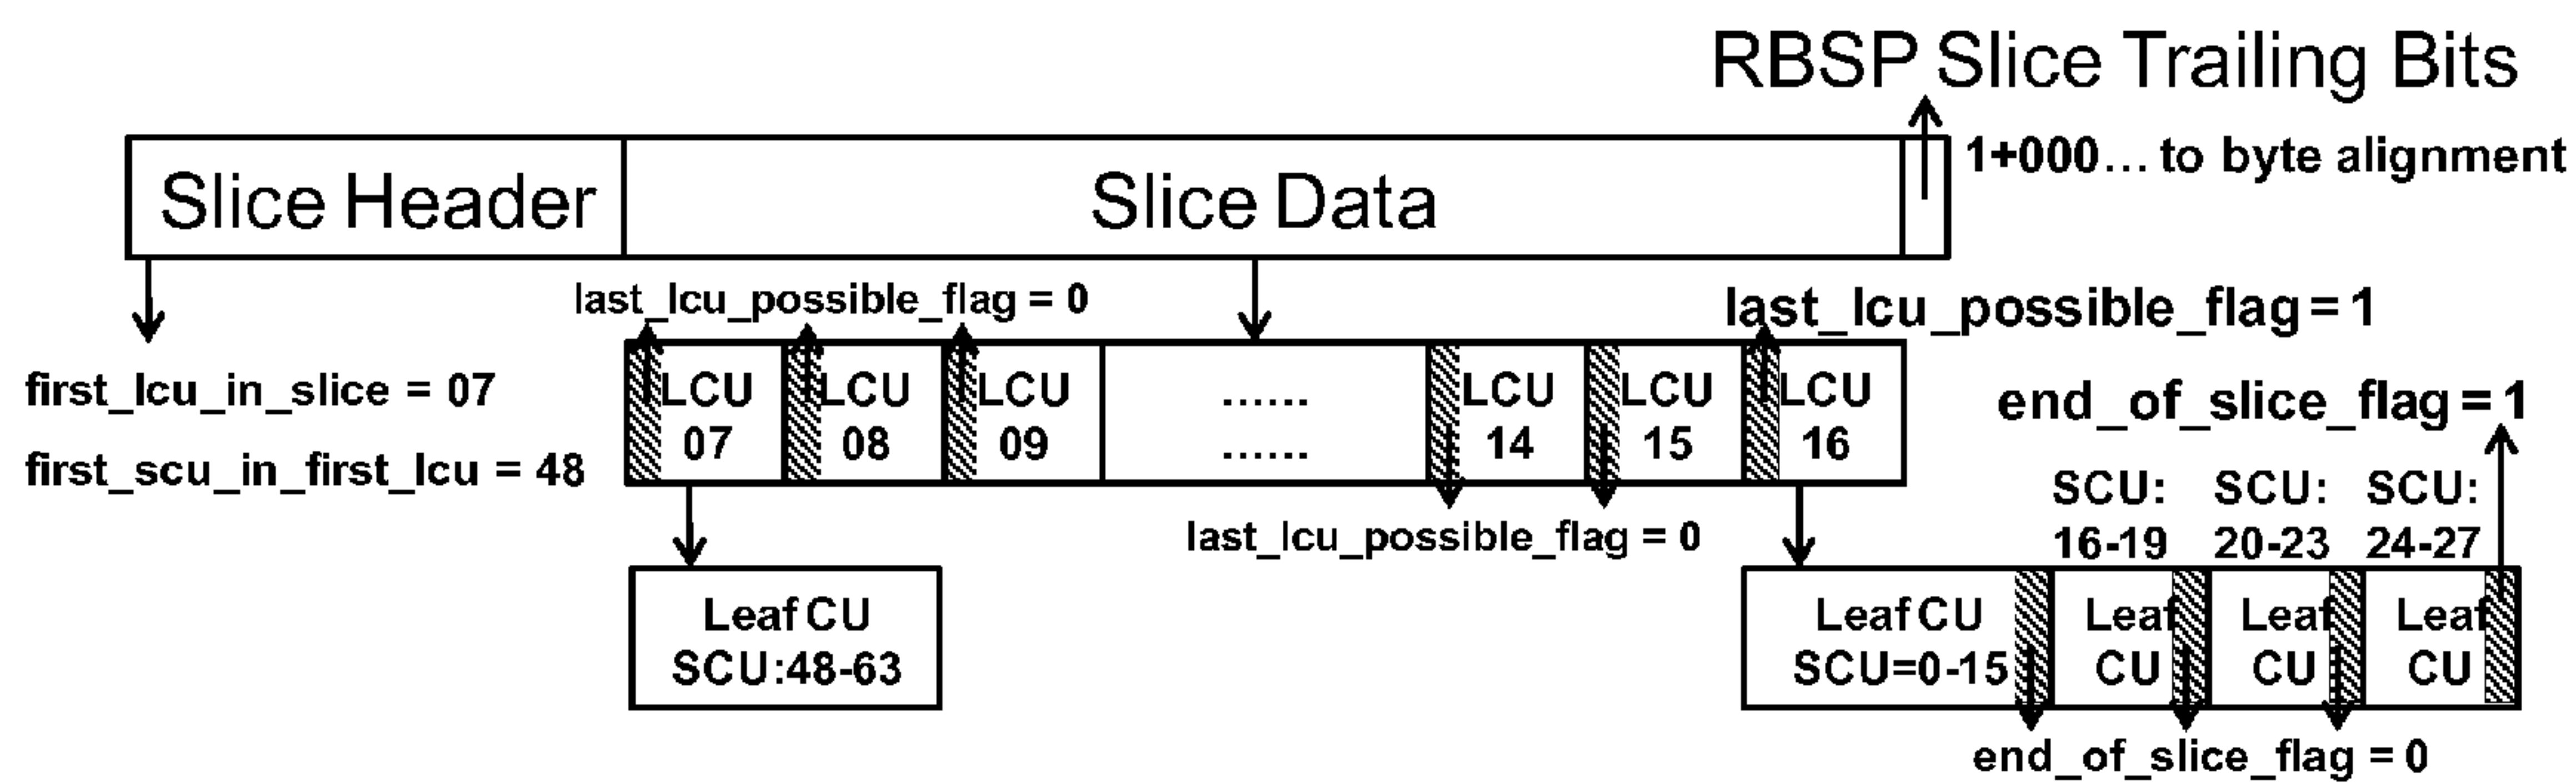 RBSP Slice Trailing Bits
1+000... to byte alignment
Slice Header
Slice Data
last_lcu_possible_flag = 0
last_lcu_possible_flag = 1
first_lcu_in_slice = 07
first_scu_in_first_lcu = 48
LCU
07
LCU
08
LCU
09
......
......
LCU
14
LCU
15
LCU
16
end_of_slice_flag = 1
last_lcu_possible_flag = 0
SCU:
16-19
SCU:
20-23
SCU:
24-27
Leaf CU
SCU:48-63
Leaf CU
SCU=0-15
Leaf
CU
Leaf
CU
Leaf
CU
end_of_slice_flag = 0